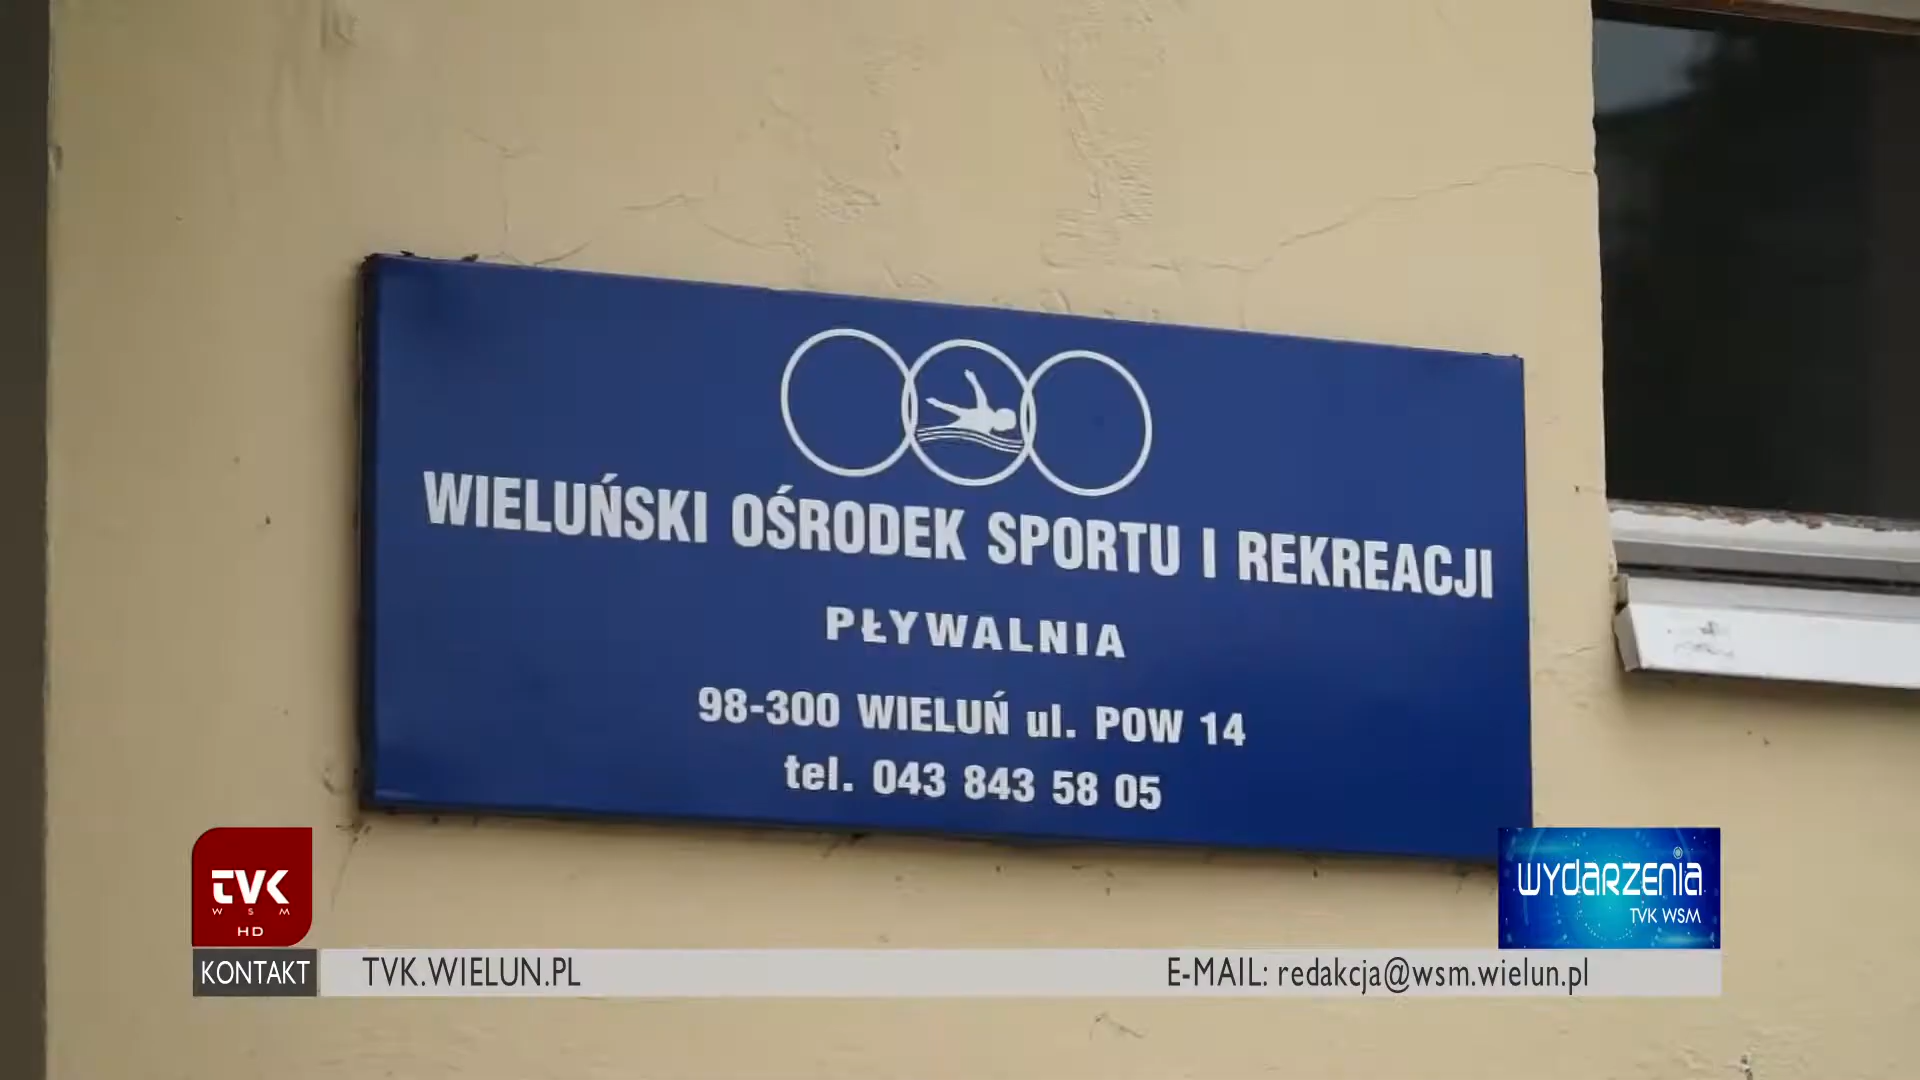 WIELUŃSKI OŚRODEK SPORTU I REKREACJI
PŁYWALNIA
98-300 WIELUŃ ul. POW 14
tel. 043 843 58 05
TVK
WSM
HD
WYDARZENIA
TVK WSM
KONTAKT TVK.WIELUN.PL E-MAIL: redakcja@wsm.wielun.pl